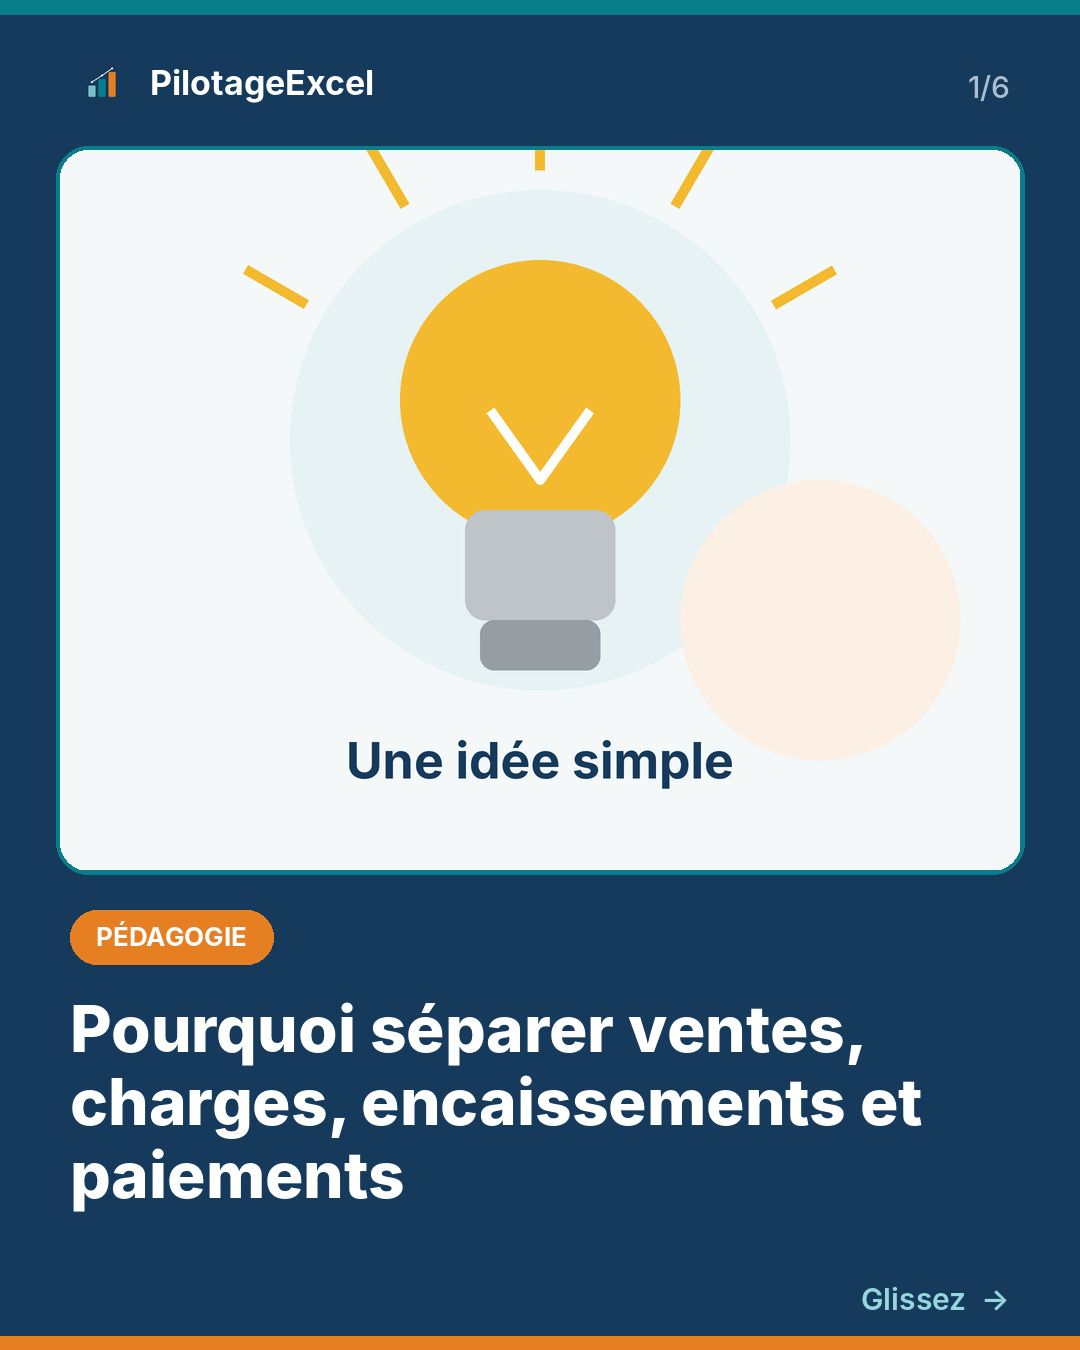 PilotageExcel
1/6
Une idée simple
PÉDAGOGIE
Pourquoi séparer ventes,
charges, encaissements et
paiements
Glissez →